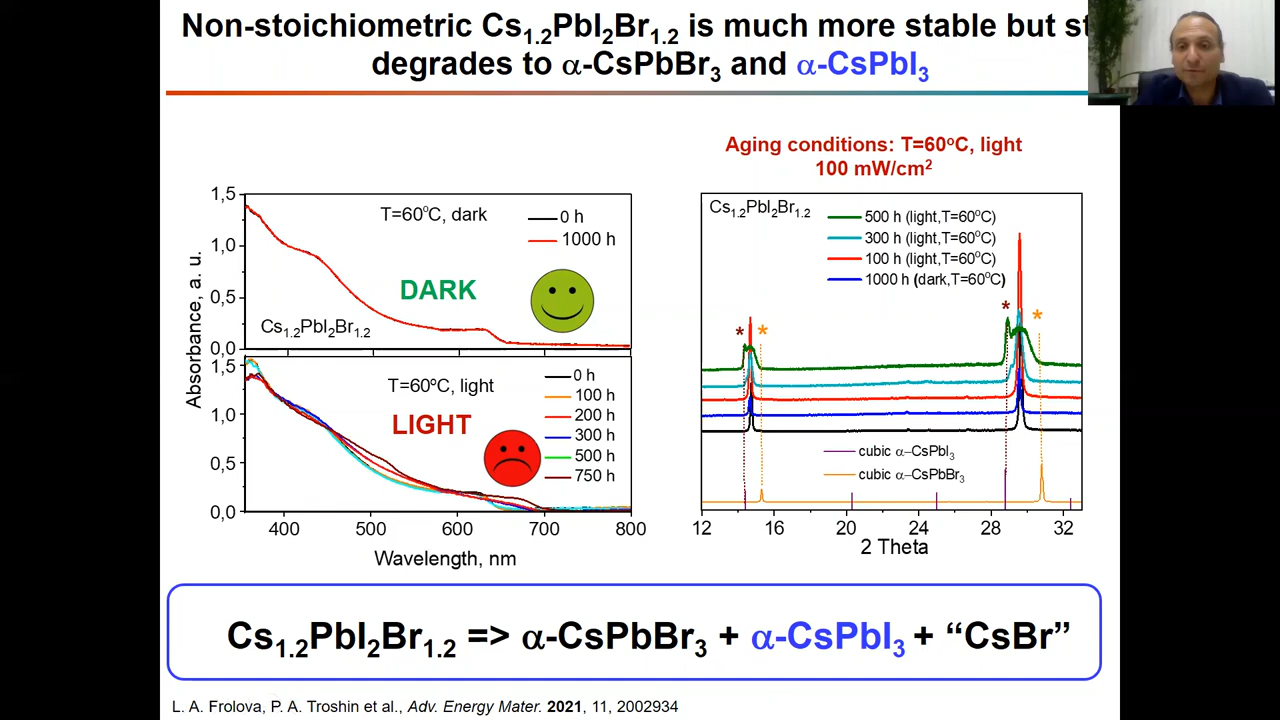 Non-stoichiometric Cs1.2PbI2Br1.2 is much more stable but st
degrades to α-CsPbBr3 and α-CsPbI3
Aging conditions: T=60°C, light
100 mW/cm2
1,5
1,0
0,5
0,0
T=60°C, dark
0 h
1000 h
DARK
Cs1.2PbI2Br1.2
Absorbance, a. u.
1,5
1,0
0,5
0,0
T=60ºC, light
LIGHT
0 h
100 h
200 h
300 h
500 h
750 h
400 500 600 700 800
Wavelength, nm
Cs1.2PbI2Br1.2
500 h (light,T=60°C)
300 h (light,T=60°C)
100 h (light,T=60°C)
1000 h (dark,T=60°C)
* * * *
cubic α−CsPbI3
cubic α−CsPbBr3
12 16 20 24 28 32
2 Theta
Cs1.2PbI2Br1.2 => α-CsPbBr3 + α-CsPbI3 + “CsBr”
L. A. Frolova, P. A. Troshin et al., Adv. Energy Mater. 2021, 11, 2002934